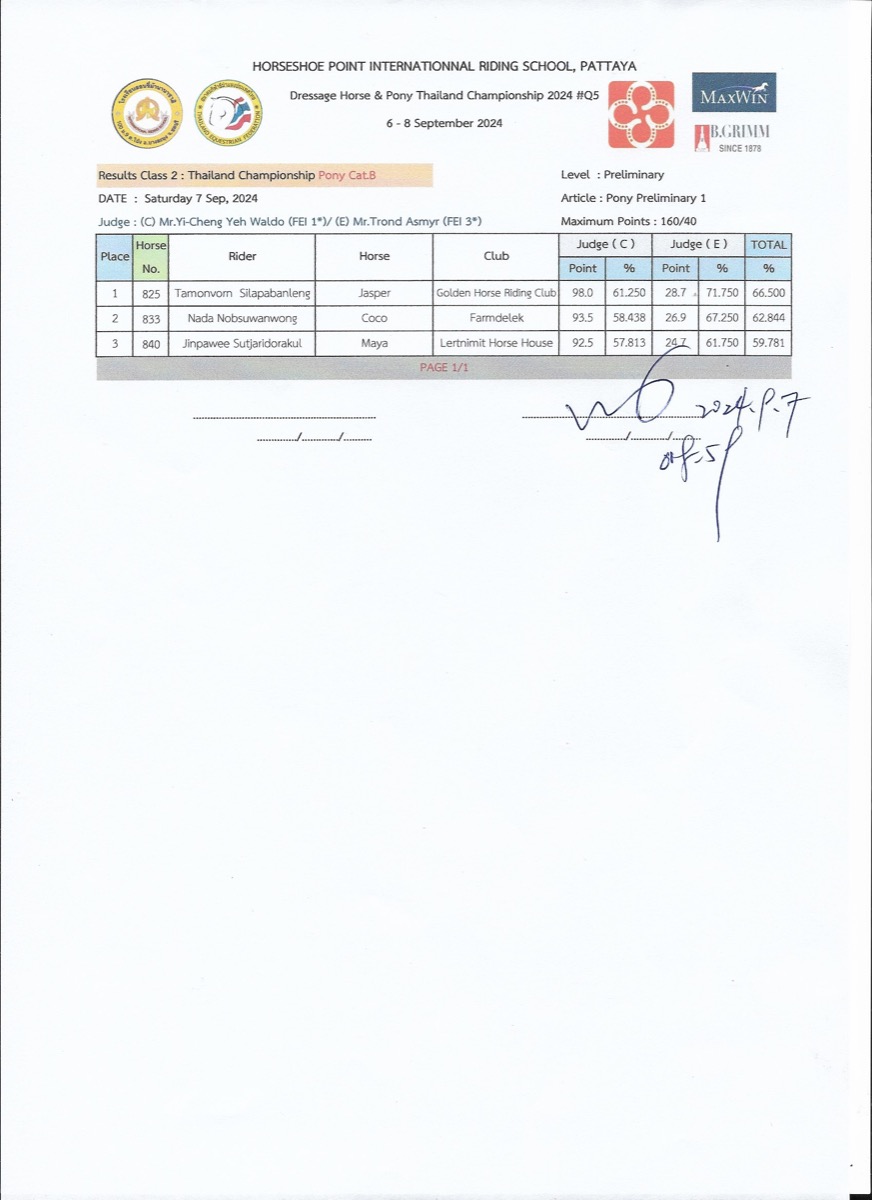 HORSESHOE POINT INTERNATIONNAL RIDING SCHOOL, PATTAYA
Dressage Horse & Pony Thailand Championship 2024 #Q5
6 - 8 September 2024
THAILAND EQUESTRIAN FEDERATION
MAXWIN
B.GRIMM
SINCE 1878
Results Class 2 : Thailand Championship Pony Cat.B
Level : Preliminary
DATE : Saturday 7 Sep, 2024
Article : Pony Preliminary 1
Judge : (C) Mr.Yi-Cheng Yeh Waldo (FEI 1*)/ (E) Mr.Trond Asmyr (FEI 3*)
Maximum Points : 160/40
Place Horse No. Rider Horse Club Judge ( C ) Judge ( E ) TOTAL
Point % Point % %
1 825 Tamonvorn Silapabanleng Jasper Golden Horse Riding Club 98.0 61.250 28.7 71.750 66.500
2 833 Nada Nobsuwanwong Coco Farmdelek 93.5 58.438 26.9 67.250 62.844
3 840 Jinpawee Sutjaridorakul Maya Lertnimit Horse House 92.5 57.813 24.7 61.750 59.781
PAGE 1/1